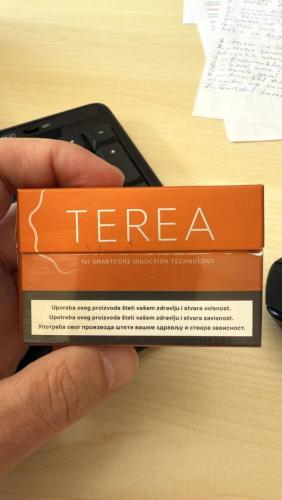 TEREA
for SMARTCORE INDUCTION TECHNOLOGY
Uporaba ovog proizvoda šteti vašem zdravlju i stvara ovisnost.
Upotreba ovog proizvoda šteti vašem zdravlju i stvara zavisnost.
Употреба овог производа штети вашем здрављу и ствара зависност.